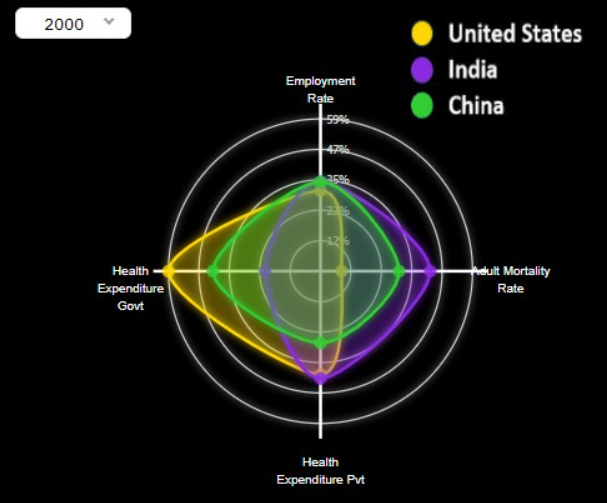 2000
United States
India
China
Employment
Rate
59%
47%
35%
23%
12%
Health
Expenditure
Govt
Adult Mortality
Rate
Health
Expenditure Pvt